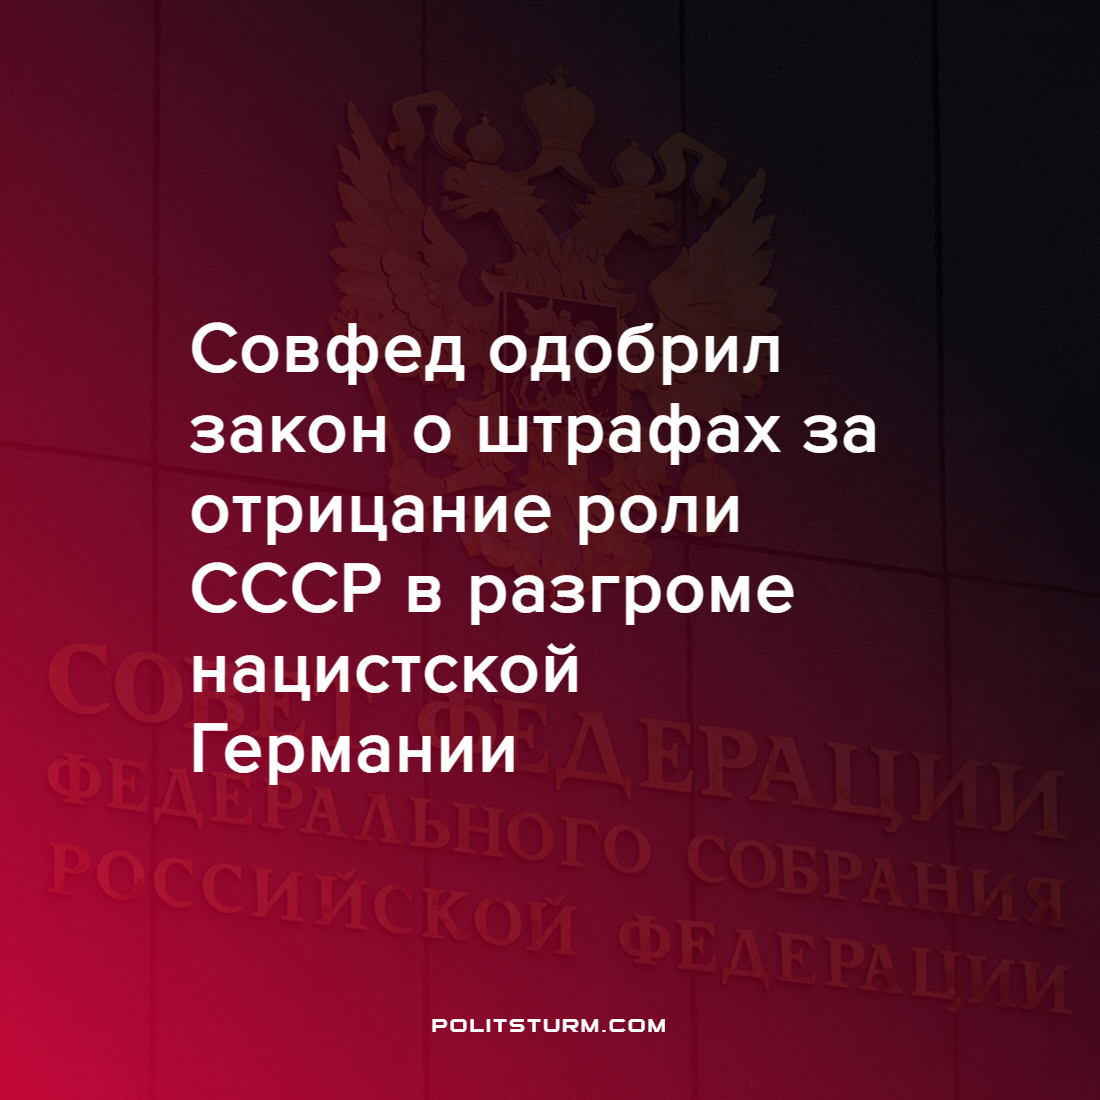 Совфед одобрил
закон о штрафах за
отрицание роли
СССР в разгроме
нацистской
Германии
СОВЕТ ФЕДЕРАЦИИ
ФЕДЕРАЛЬНОГО СОБРАНИЯ
РОССИЙСКОЙ ФЕДЕРАЦИИ
POLITSTURM.COM